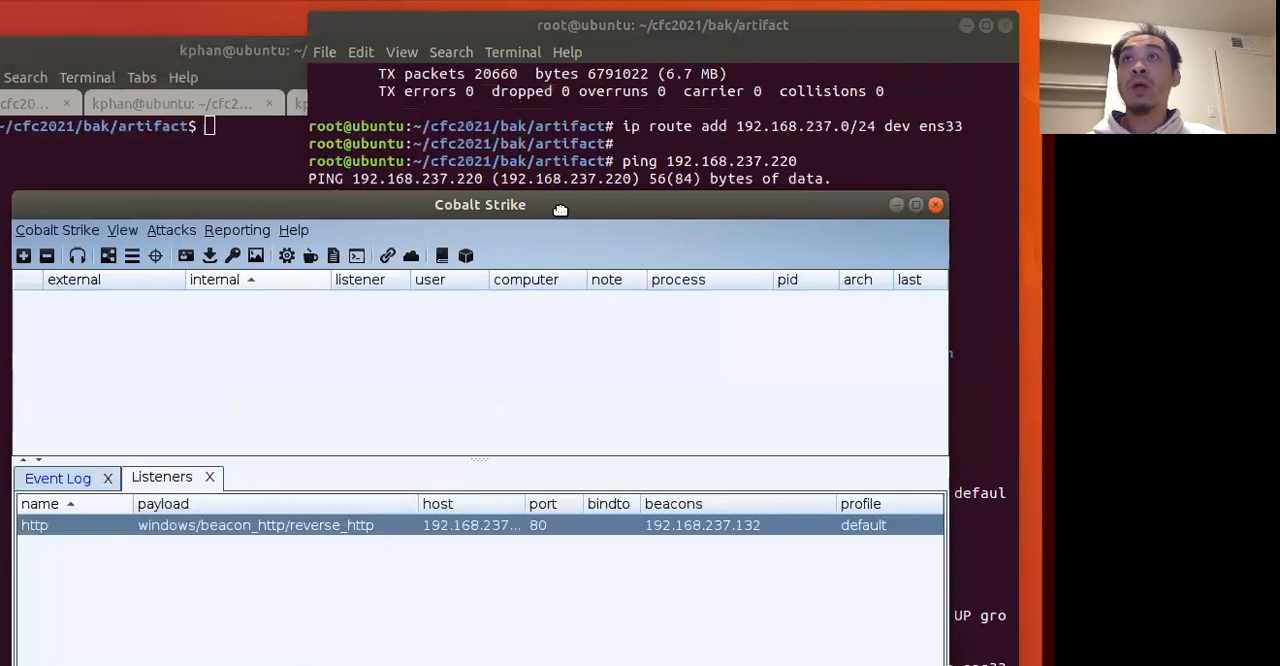 root@ubuntu: ~/cfc2021/bak/artifact
kphan@ubuntu: ~/
File Edit View Search Terminal Help
Search Terminal Tabs Help
TX packets 20660 bytes 6791022 (6.7 MB)
TX errors 0 dropped 0 overruns 0 carrier 0 collisions 0
cfc20... × kphan@ubuntu: ~/cfc2... × kp
~/cfc2021/bak/artifact$
root@ubuntu:~/cfc2021/bak/artifact# ip route add 192.168.237.0/24 dev ens33
root@ubuntu:~/cfc2021/bak/artifact#
root@ubuntu:~/cfc2021/bak/artifact# ping 192.168.237.220
PING 192.168.237.220 (192.168.237.220) 56(84) bytes of data.
Cobalt Strike
Cobalt Strike View Attacks Reporting Help
external internal listener user computer note process pid arch last
Event Log X Listeners X
name payload host port bindto beacons profile
http windows/beacon_http/reverse_http 192.168.237... 80 192.168.237.132 default
defaul
UP gro